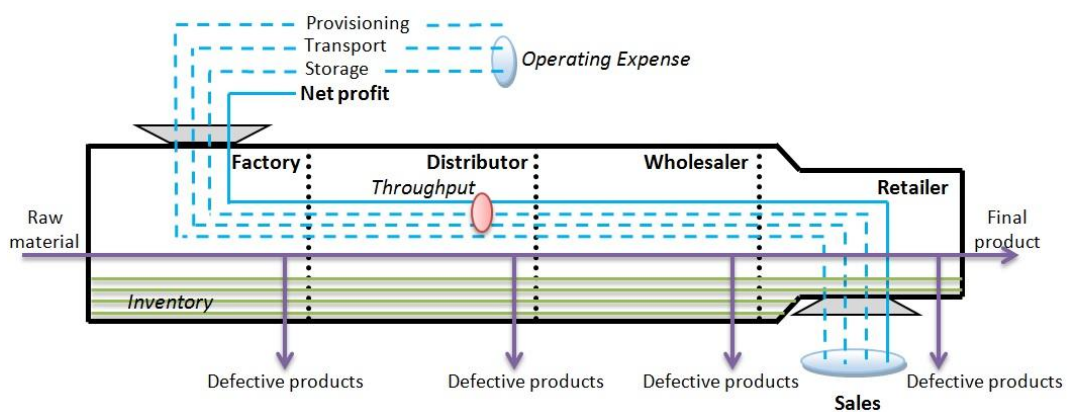 Provisioning
Transport
Operating Expense
Storage
Net profit
Factory
Distributor
Wholesaler
Throughput
Retailer
Raw
material
Final
product
Inventory
Defective products
Defective products
Defective products
Defective products
Sales